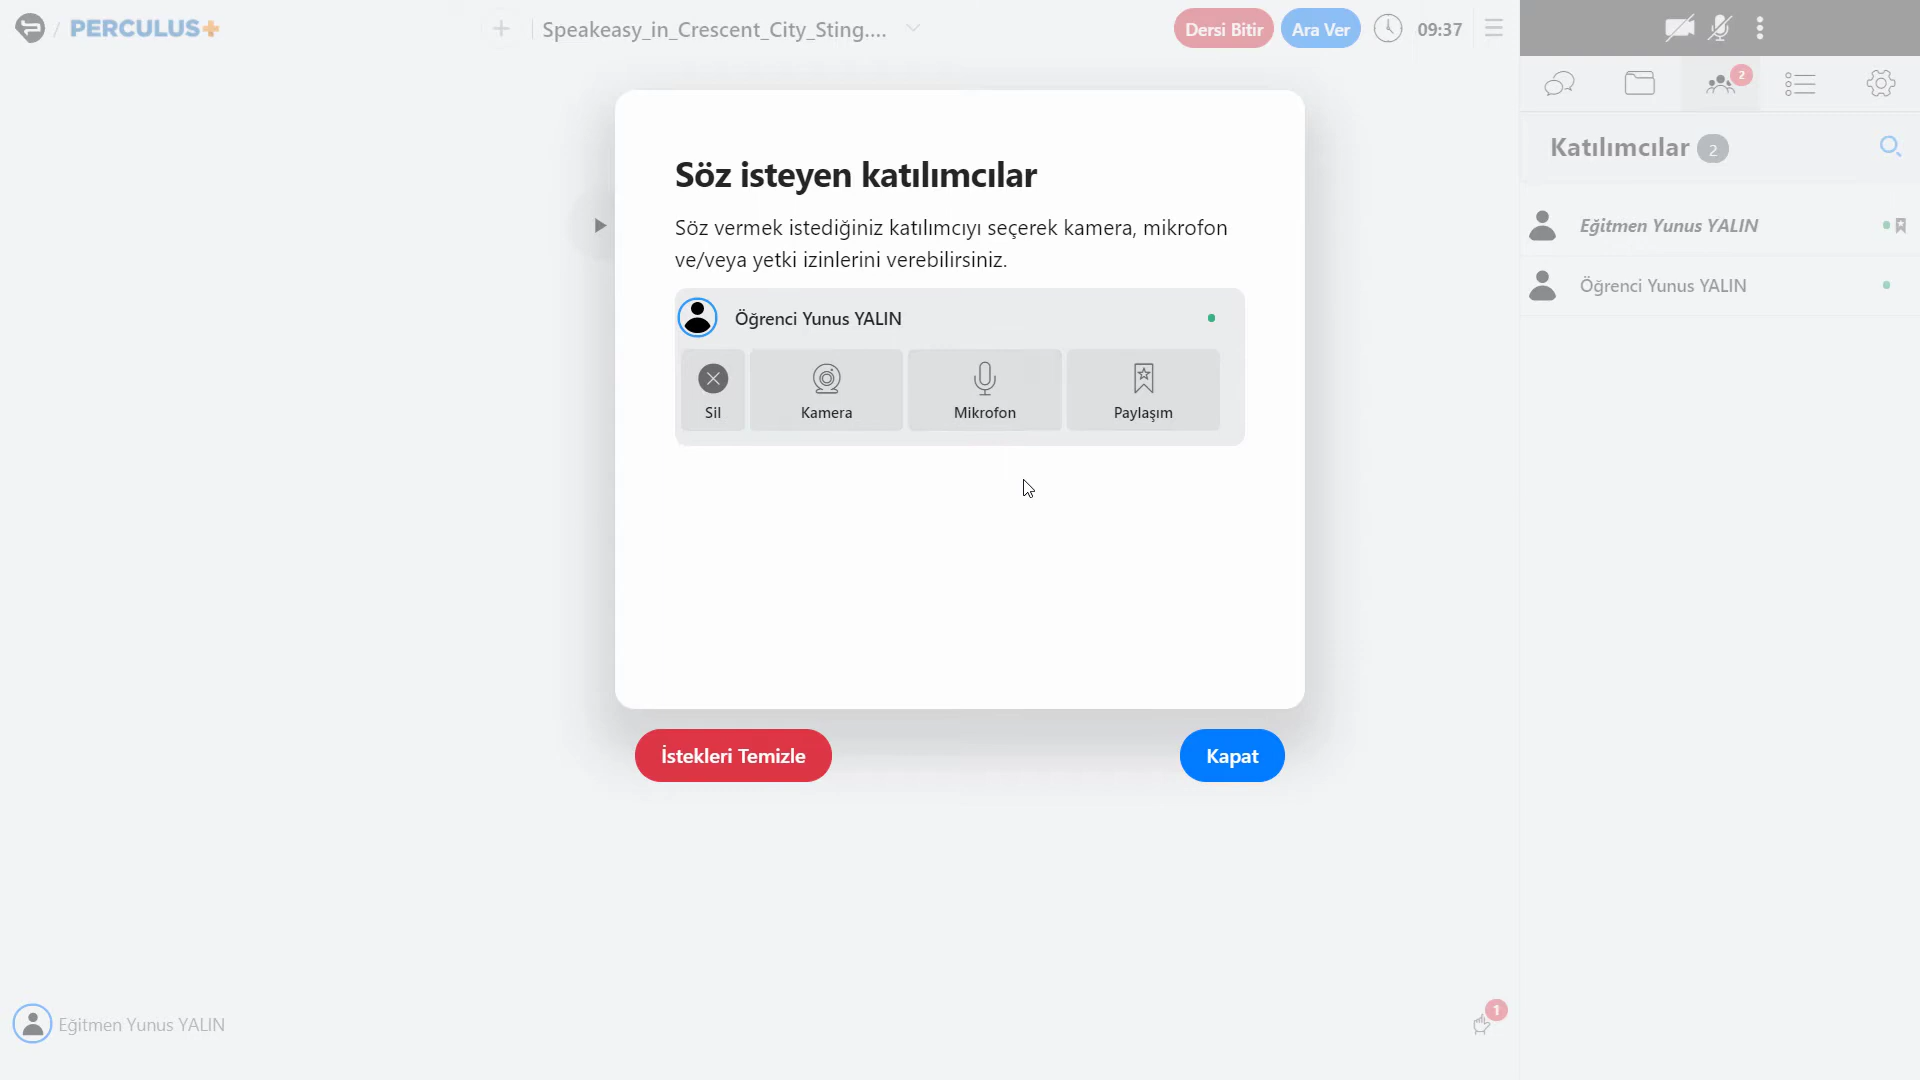 / PERCULUS+
Speakeasy_in_Crescent_City_Sting....
Dersi Bitir
Ara Ver
09:37
2
Katılımcılar 2
Eğitmen Yunus YALIN
Öğrenci Yunus YALIN
Söz isteyen katılımcılar
Söz vermek istediğiniz katılımcıyı seçerek kamera, mikrofon
ve/veya yetki izinlerini verebilirsiniz.
Öğrenci Yunus YALIN
Sil
Kamera
Mikrofon
Paylaşım
İstekleri Temizle
Kapat
Eğitmen Yunus YALIN
1